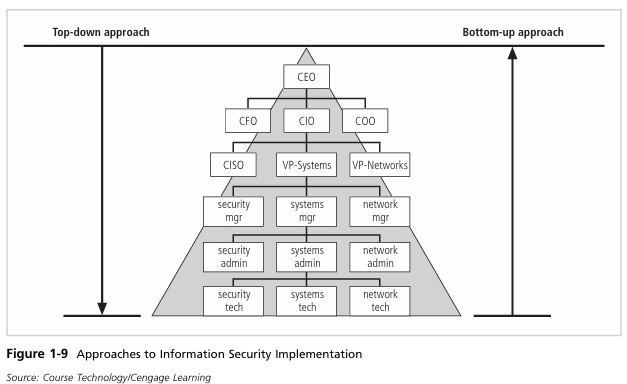 Top-down approach
Bottom-up approach
CEO
CFO
CIO
COO
CISO
VP-Systems
VP-Networks
security
mgr
systems
mgr
network
mgr
security
admin
systems
admin
network
admin
security
tech
systems
tech
network
tech
Figure 1-9 Approaches to Information Security Implementation
Source: Course Technology/Cengage Learning